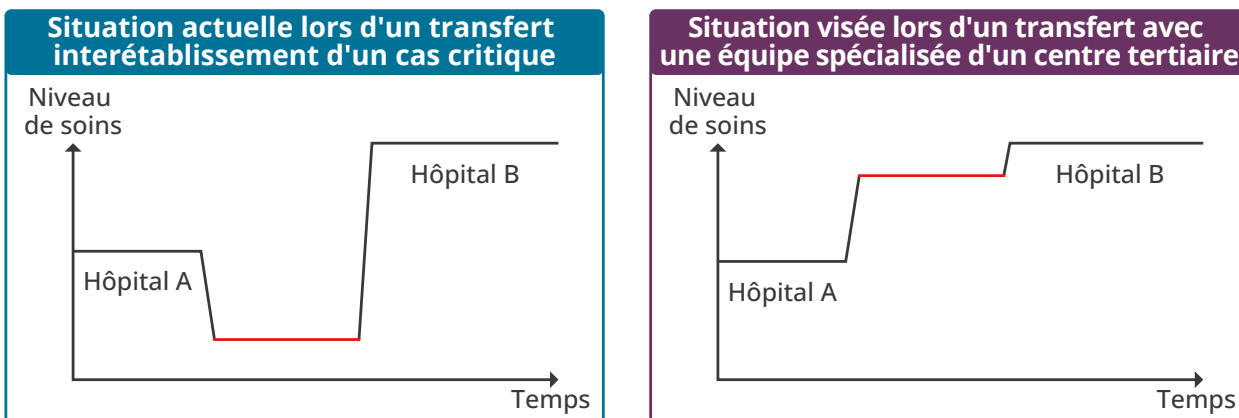 Situation actuelle lors d'un transfert
interétablissement d'un cas critique
Niveau
de soins
Hôpital B
Hôpital A
Temps
Situation visée lors d'un transfert avec
une équipe spécialisée d'un centre tertiaire
Niveau
de soins
Hôpital B
Hôpital A
Temps